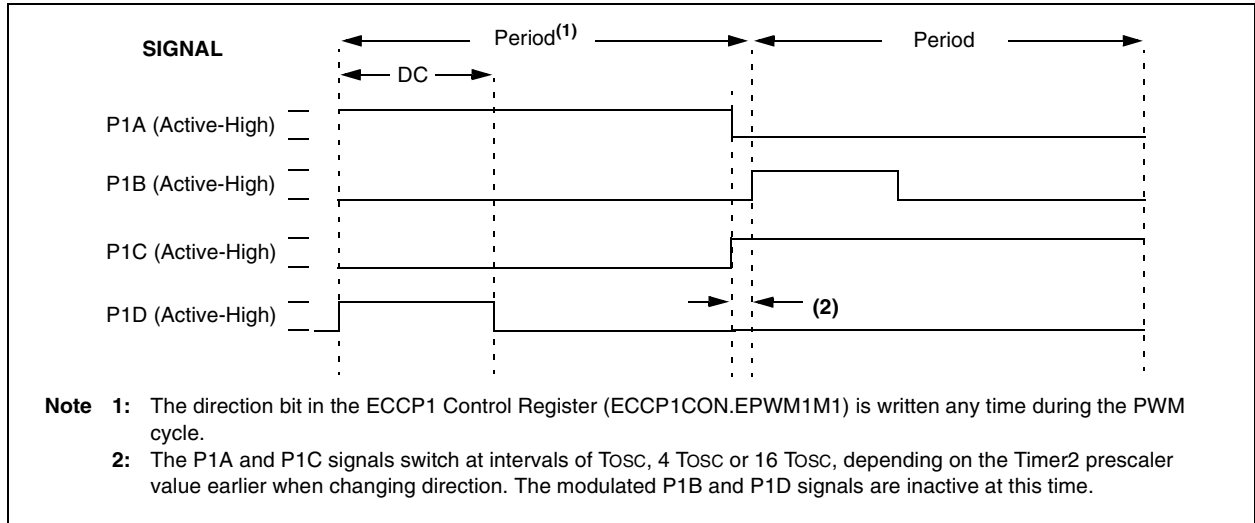 SIGNAL
Period(1)
Period
DC
P1A (Active-High)
P1B (Active-High)
P1C (Active-High)
P1D (Active-High)
(2)
Note 1: The direction bit in the ECCP1 Control Register (ECCP1CON.EPWM1M1) is written any time during the PWM
cycle.
2: The P1A and P1C signals switch at intervals of TOSC, 4 TOSC or 16 TOSC, depending on the Timer2 prescaler
value earlier when changing direction. The modulated P1B and P1D signals are inactive at this time.